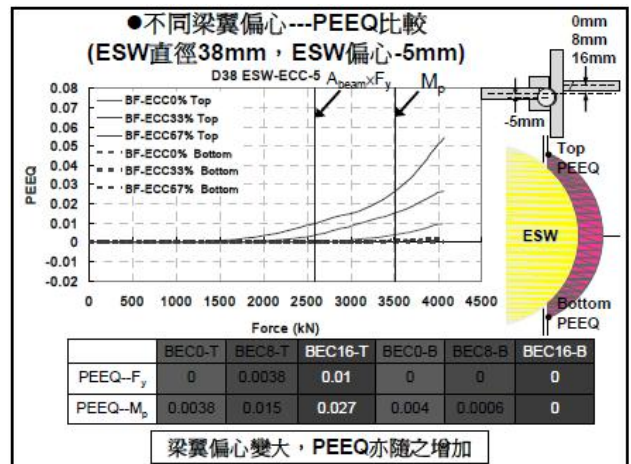 ●不同梁翼偏心---PEEQ比較
(ESW直徑38mm，ESW偏心-5mm)
D38 ESW-ECC-5
Abeam×Fy
Mp
0mm
8mm
16mm
-5mm
0.08
0.07
0.06
0.05
0.04
0.03
0.02
0.01
0
-0.01
-0.02
PEEQ
BF-ECC0% Top
BF-ECC33% Top
BF-ECC67% Top
BF-ECC0% Bottom
BF-ECC33% Bottom
BF-ECC67% Bottom
0 500 1000 1500 2000 2500 3000 3500 4000 4500
Force (kN)
Top
PEEQ
ESW
Bottom
PEEQ
BEC0-T BEC8-T BEC16-T BEC0-B BEC8-B BEC16-B
PEEQ--Fy 0 0.0038 0.01 0 0 0
PEEQ--Mp 0.0038 0.015 0.027 0.004 0.0006 0
梁翼偏心變大，PEEQ亦隨之增加